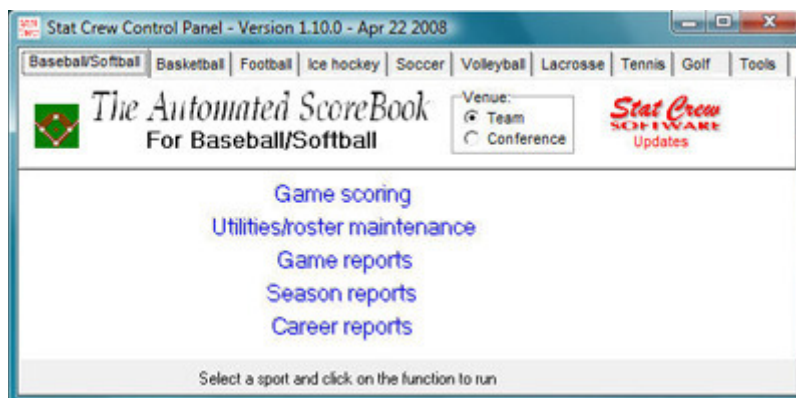 Stat Crew Control Panel - Version 1.10.0 - Apr 22 2008
Baseball/Softball Basketball Football Ice hockey Soccer Volleyball Lacrosse Tennis Golf Tools
The Automated ScoreBook
For Baseball/Softball
Venue:
Team
Conference
Stat Crew
SOFTWARE
Updates
Game scoring
Utilities/roster maintenance
Game reports
Season reports
Career reports
Select a sport and click on the function to run